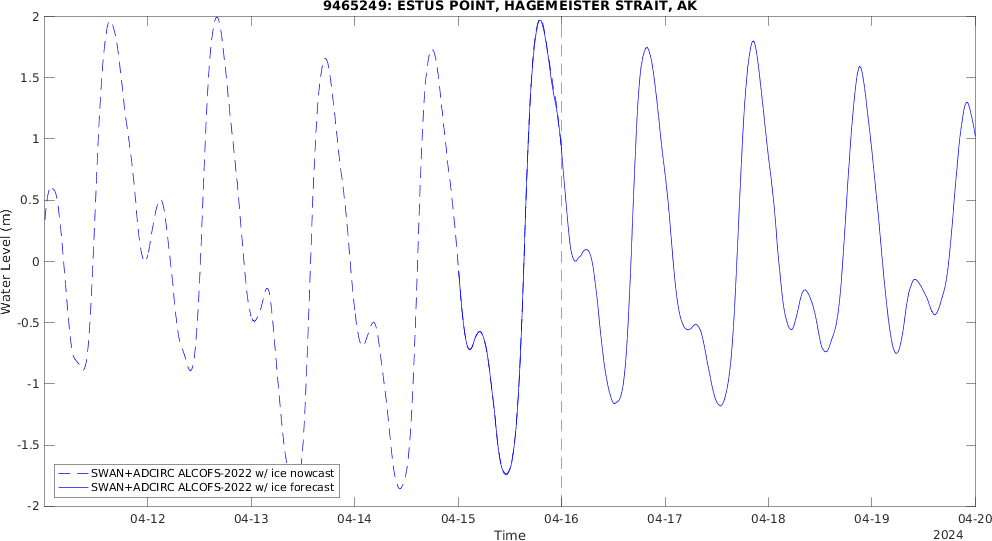 9465249: ESTUS POINT, HAGEMEISTER STRAIT, AK
2
1.5
1
0.5
0
-0.5
-1
-1.5
-2
Water Level (m)
SWAN+ADCIRC ALCOFS-2022 w/ ice nowcast
SWAN+ADCIRC ALCOFS-2022 w/ ice forecast
04-12 04-13 04-14 04-15 04-16 04-17 04-18 04-19 04-20
Time
2024